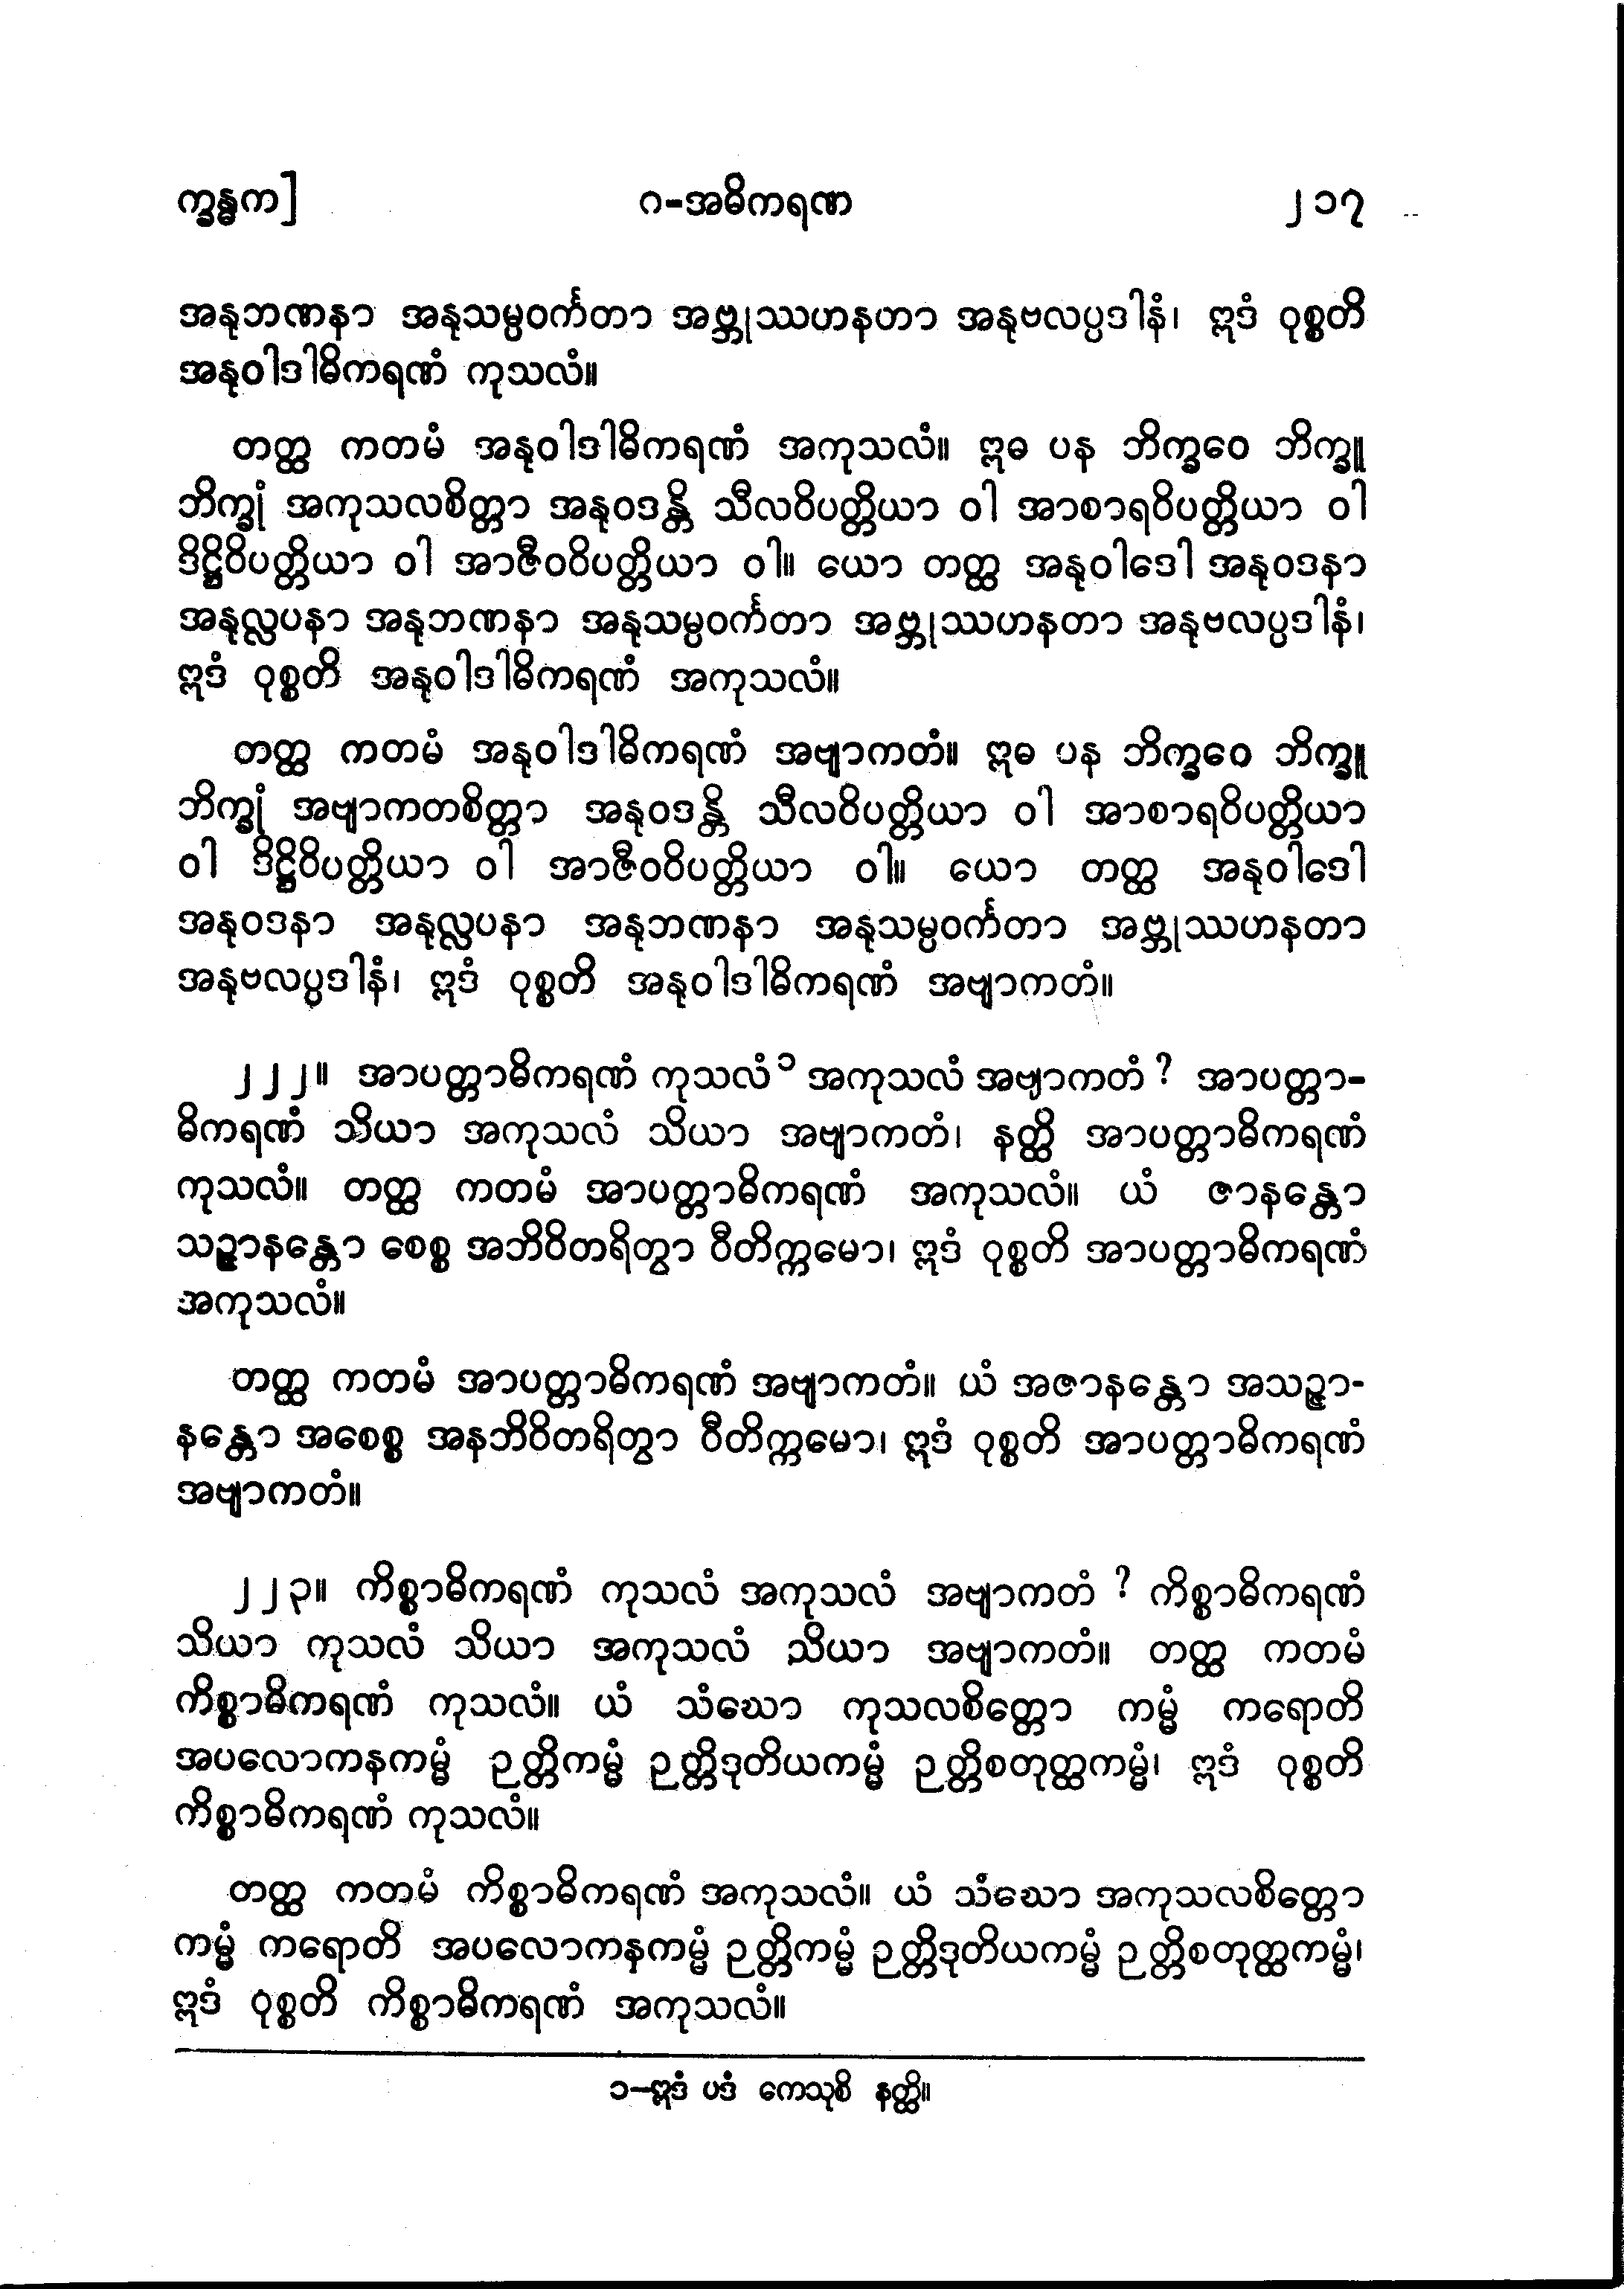 က္ခန္ဓက]
ဂ-အဓိကရဏ
၂၁၇
အနုဘဏနာ အနုသမ္ပဝင်္ကတာ အဗ္ဘုဿဟနတာ အနုဗလပ္ပဒါနံ၊ ဣဒံ ဝုစ္စတိ
အနုဝါဒါဓိကရဏံ ကုသလံ။
တတ္ထ ကတမံ အနုဝါဒါဓိကရဏံ အကုသလံ။ ဣဓ ပန ဘိက္ခဝေ ဘိက္ခူ
ဘိက္ခုံ အကုသလစိတ္တာ အနုဝဒန္တိ သီလဝိပတ္တိယာ ဝါ အာစာရဝိပတ္တိယာ ဝါ
ဒိဋ္ဌိဝိပတ္တိယာ ဝါ အာဇီဝဝိပတ္တိယာ ဝါ။ ယော တတ္ထ အနုဝါဒေါ အနုဝဒနာ
အနုလ္လပနာ အနုဘဏနာ အနုသမ္ပဝင်္ကတာ အဗ္ဘုဿဟနတာ အနုဗလပ္ပဒါနံ၊
ဣဒံ ဝုစ္စတိ အနုဝါဒါဓိကရဏံ အကုသလံ။
တတ္ထ ကတမံ အနုဝါဒါဓိကရဏံ အဗျာကတံ။ ဣဓ ပန ဘိက္ခဝေ ဘိက္ခူ
ဘိက္ခုံ အဗျာကတစိတ္တာ အနုဝဒန္တိ သီလဝိပတ္တိယာ ဝါ အာစာရဝိပတ္တိယာ
ဝါ ဒိဋ္ဌိဝိပတ္တိယာ ဝါ အာဇီဝဝိပတ္တိယာ ဝါ။ ယော တတ္ထ အနုဝါဒေါ
အနုဝဒနာ အနုလ္လပနာ အနုဘဏနာ အနုသမ္ပဝင်္ကတာ အဗ္ဘုဿဟနတာ
အနုဗလပ္ပဒါနံ၊ ဣဒံ ဝုစ္စတိ အနုဝါဒါဓိကရဏံ အဗျာကတံ။
၂၂၂။ အာပတ္တာဓိကရဏံ ကုသလံ ၁ အကုသလံ အဗျာကတံ ? အာပတ္တာ-
ဓိကရဏံ သိယာ အကုသလံ သိယာ အဗျာကတံ၊ နတ္ထိ အာပတ္တာဓိကရဏံ
ကုသလံ။ တတ္ထ ကတမံ အာပတ္တာဓိကရဏံ အကုသလံ။ ယံ ဇာနန္တော
သဉ္ဇာနန္တော စေစ္စ အဘိဝိတရိတွာ ဝီတိက္ကမော၊ ဣဒံ ဝုစ္စတိ အာပတ္တာဓိကရဏံ
အကုသလံ။
တတ္ထ ကတမံ အာပတ္တာဓိကရဏံ အဗျာကတံ။ ယံ အဇာနန္တော အသဉ္ဇာ-
နန္တော အစေစ္စ အနဘိဝိတရိတွာ ဝီတိက္ကမော၊ ဣဒံ ဝုစ္စတိ အာပတ္တာဓိကရဏံ
အဗျာကတံ။
၂၂၃။ ကိစ္စာဓိကရဏံ ကုသလံ အကုသလံ အဗျာကတံ ? ကိစ္စာဓိကရဏံ
သိယာ ကုသလံ သိယာ အကုသလံ သိယာ အဗျာကတံ။ တတ္ထ ကတမံ
ကိစ္စာဓိကရဏံ ကုသလံ။ ယံ သံဃော ကုသလစိတ္တော ကမ္မံ ကရောတိ
အပလောကနကမ္မံ ဉတ္တိကမ္မံ ဉတ္တိဒုတိယကမ္မံ ဉတ္တိစတုတ္ထကမ္မံ၊ ဣဒံ ဝုစ္စတိ
ကိစ္စာဓိကရဏံ ကုသလံ။
တတ္ထ ကတမံ ကိစ္စာဓိကရဏံ အကုသလံ။ ယံ သံဃော အကုသလစိတ္တော
ကမ္မံ ကရောတိ အပလောကနကမ္မံ ဉတ္တိကမ္မံ ဉတ္တိဒုတိယကမ္မံ ဉတ္တိစတုတ္ထကမ္မံ၊
ဣဒံ ဝုစ္စတိ ကိစ္စာဓိကရဏံ အကုသလံ။
၁–ဣဒံ ပဒံ ကေသုစိ နတ္ထိ။